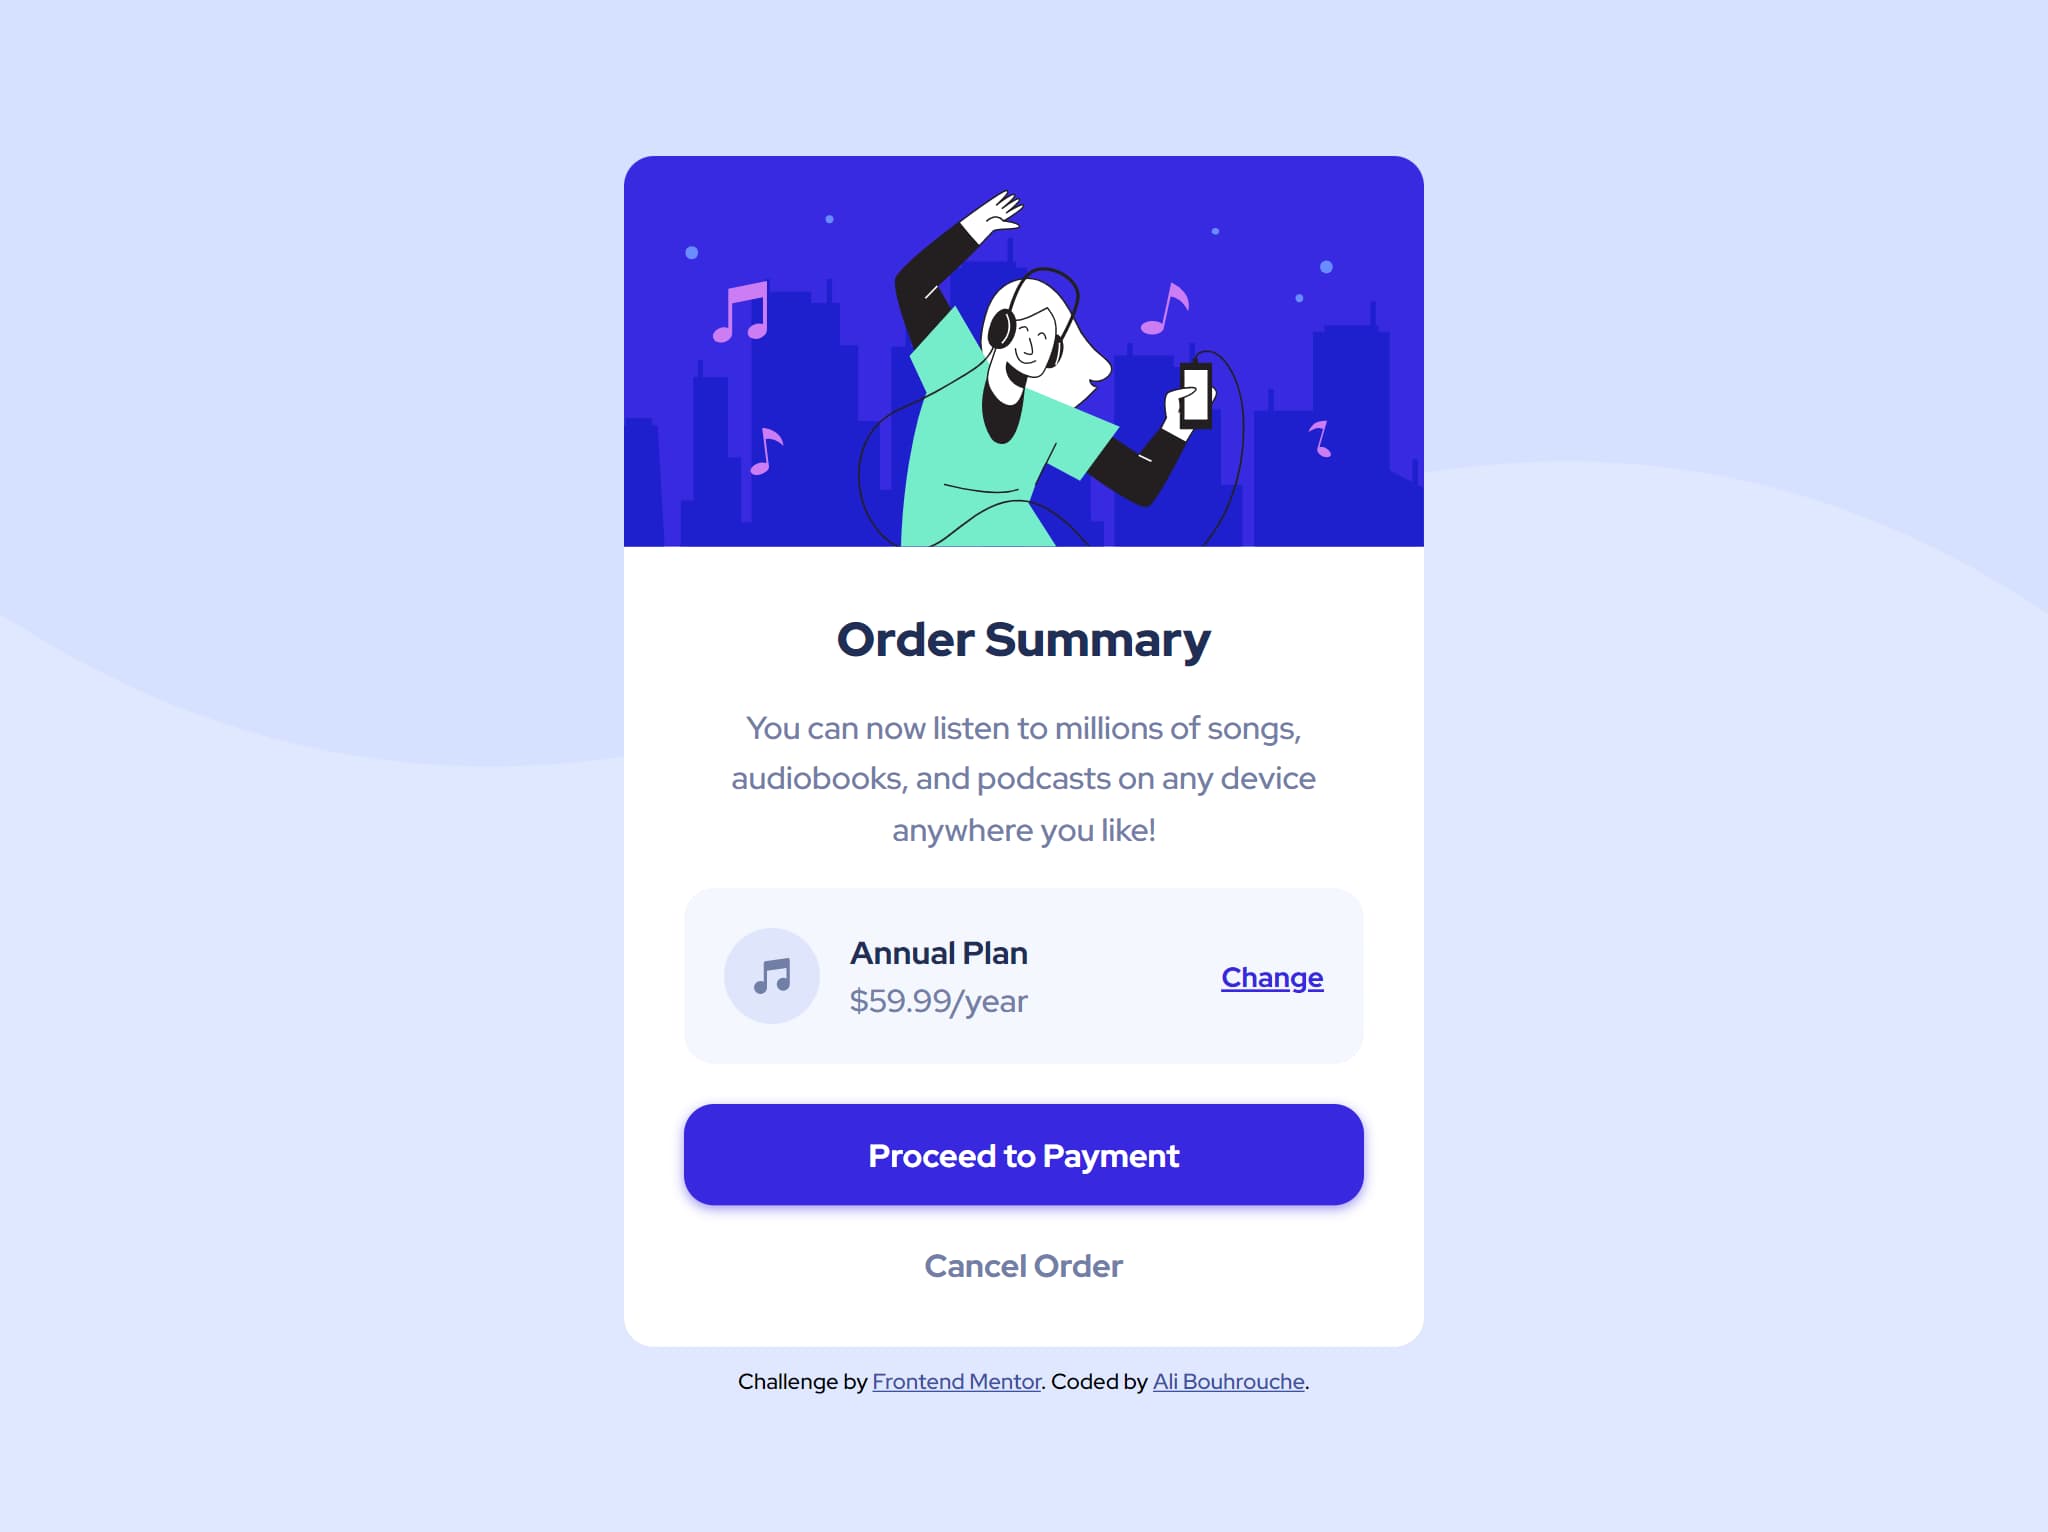 Order Summary
You can now listen to millions of songs,
audiobooks, and podcasts on any device
anywhere you like!
Annual Plan
$59.99/year
Change
Proceed to Payment
Cancel Order
Challenge by Frontend Mentor. Coded by Ali Bouhrouche.